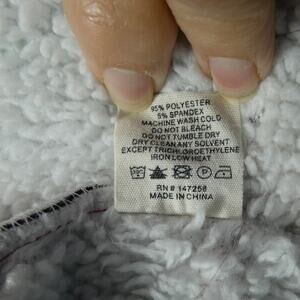 95% POLYESTER
5% SPANDEX
MACHINE WASH COLD
DO NOT BLEACH
DO NOT TUMBLE DRY
DRY CLEAN ANY SOLVENT
EXCEPT TRICHLOROETHYLENE
IRON LOW HEAT
RN# 147258
MADE IN CHINA